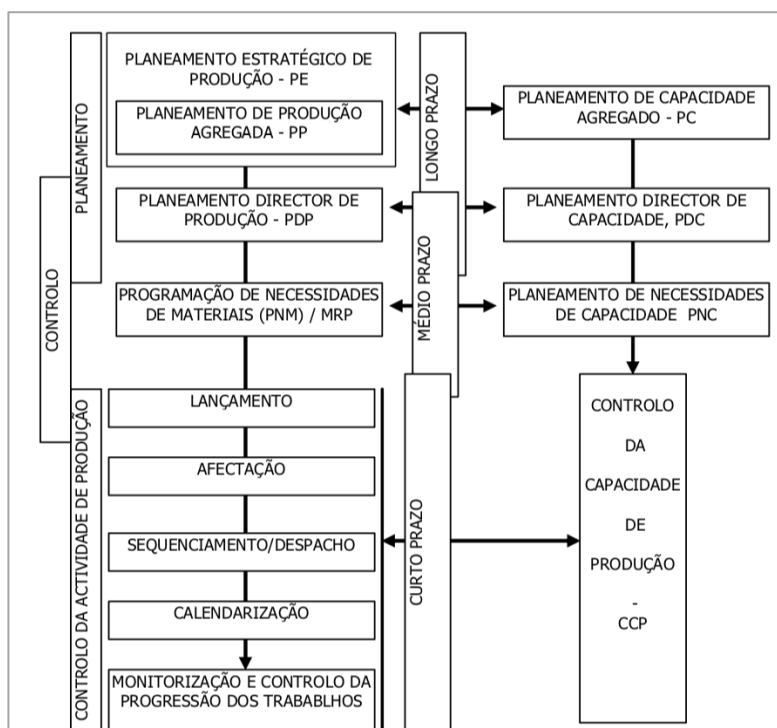 PLANEAMENTO
CONTROLO
CONTROLO DA ACTIVIDADE DE PRODUÇÃO
PLANEAMENTO ESTRATÉGICO DE
PRODUÇÃO - PE
PLANEAMENTO DE PRODUÇÃO
AGREGADA - PP
PLANEAMENTO DIRECTOR DE
PRODUÇÃO - PDP
PROGRAMAÇÃO DE NECESSIDADES
DE MATERIAIS (PNM) / MRP
LANÇAMENTO
AFECTAÇÃO
SEQUENCIAMENTO/DESPACHO
CALENDARIZAÇÃO
MONITORIZAÇÃO E CONTROLO DA
PROGRESSÃO DOS TRABABLHOS
LONGO PRAZO
MÉDIO PRAZO
CURTO PRAZO
PLANEAMENTO DE CAPACIDADE
AGREGADO - PC
PLANEAMENTO DIRECTOR DE
CAPACIDADE, PDC
PLANEAMENTO DE NECESSIDADES
DE CAPACIDADE PNC
CONTROLO
DA
CAPACIDADE
DE
PRODUÇÃO
-
CCP